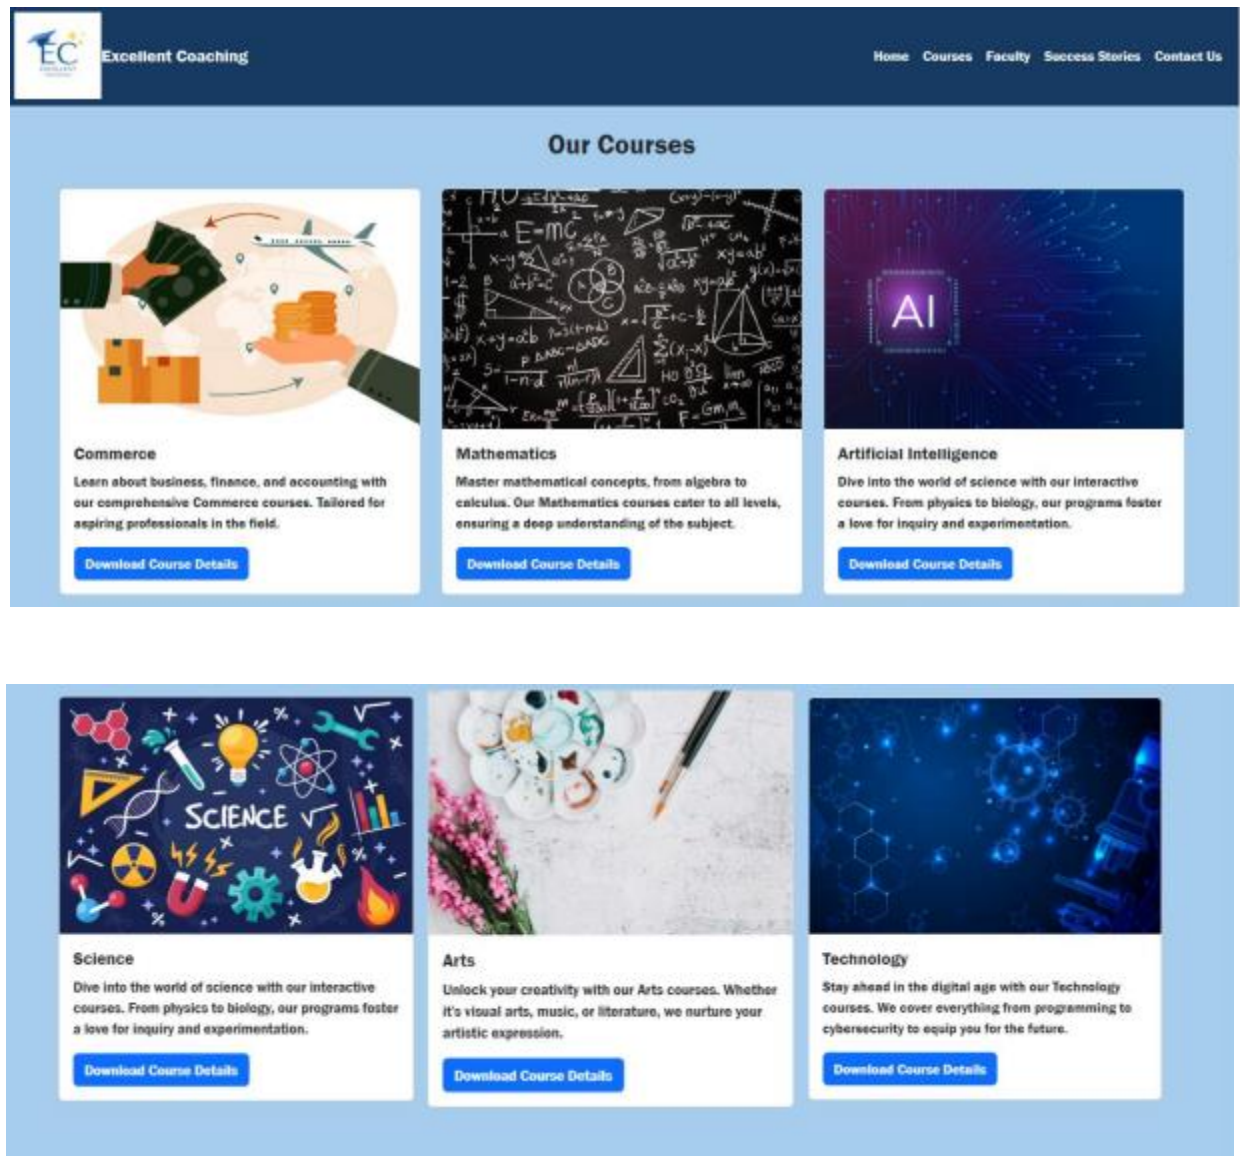 EC
Excellent Coaching
Home Courses Faculty Success Stories Contact Us
Our Courses
E=mc²
AI
Commerce
Learn about business, finance, and accounting with
our comprehensive Commerce courses. Tailored for
aspiring professionals in the field.
Download Course Details
Mathematics
Master mathematical concepts, from algebra to
calculus. Our Mathematics courses cater to all levels,
ensuring a deep understanding of the subject.
Download Course Details
Artificial Intelligence
Dive into the world of science with our interactive
courses. From physics to biology, our programs foster
a love for inquiry and experimentation.
Download Course Details
SCIENCE
Science
Dive into the world of science with our interactive
courses. From physics to biology, our programs foster
a love for inquiry and experimentation.
Download Course Details
Arts
Unlock your creativity with our Arts courses. Whether
it's visual arts, music, or literature, we nurture your
artistic expression.
Download Course Details
Technology
Stay ahead in the digital age with our Technology
courses. We cover everything from programming to
cybersecurity to equip you for the future.
Download Course Details